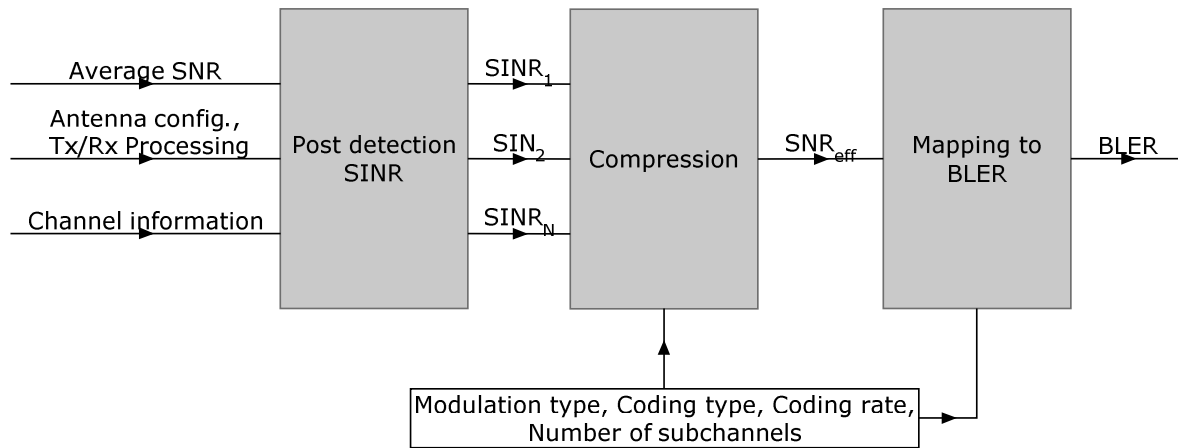 Average SNR
Antenna config.,
Tx/Rx Processing
Channel information
Post detection
SINR
SINR1
SIN2
SINRN
Compression
SNReff
Mapping to
BLER
BLER
Modulation type, Coding type, Coding rate,
Number of subchannels